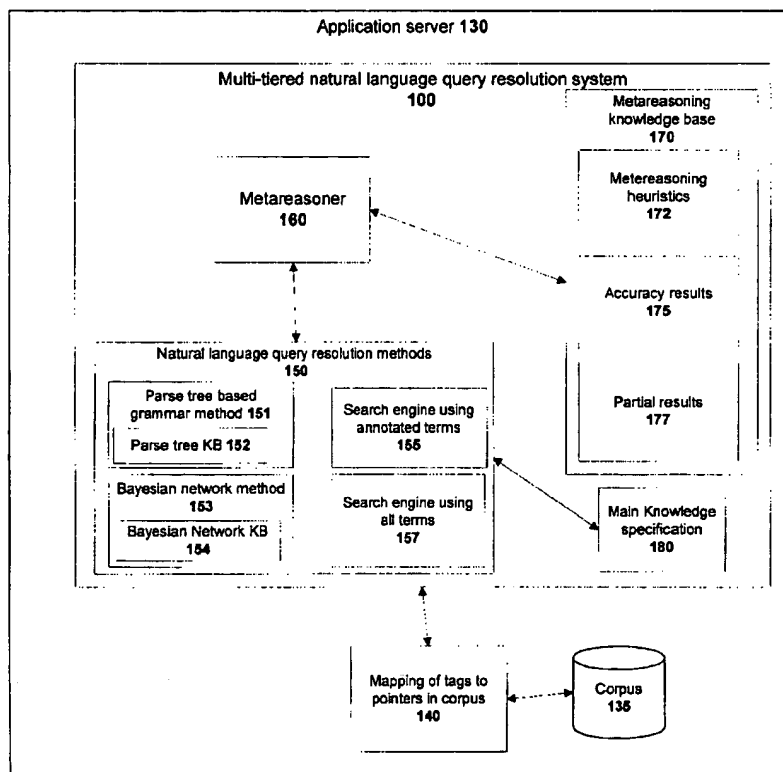 Application server 130
Multi-tiered natural language query resolution system
100
Metareasoning
knowledge base
170
Metereasoning
heuristics
172
Metareasoner
160
Accuracy results
175
Partial results
177
Natural language query resolution methods
150
Parse tree based
grammar method 151
Parse tree KB 152
Search engine using
annotated terms
155
Bayesian network method
153
Bayesian Network KB
154
Search engine using
all terms
157
Main Knowledge
specification
180
Mapping of tags to
pointers in corpus
140
Corpus
135